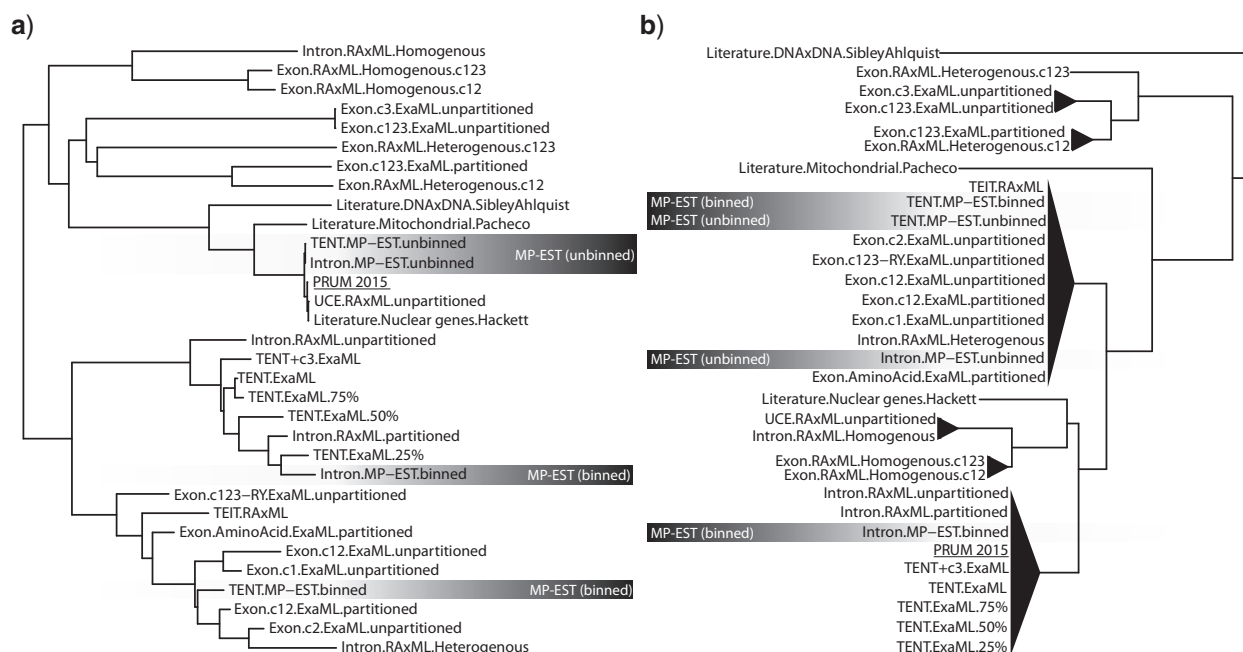 a)
Intron.RAxML.Homogenous
Exon.RAxML.Homogenous.c123
Exon.RAxML.Homogenous.c12
Exon.c3.ExaML.unpartitioned
Exon.c123.ExaML.unpartitioned
Exon.RAxML.Heterogenous.c123
Exon.c123.ExaML.partitioned
Exon.RAxML.Heterogenous.c12
Literature.DNAxDNA.SibleyAhlquist
Literature.Mitochondrial.Pacheco
TENT.MP−EST.unbinned
MP-EST (unbinned)
Intron.MP−EST.unbinned
PRUM 2015
UCE.RAxML.unpartitioned
Literature.Nuclear genes.Hackett
Intron.RAxML.unpartitioned
TENT+c3.ExaML
TENT.ExaML
TENT.ExaML.75%
TENT.ExaML.50%
Intron.RAxML.partitioned
TENT.ExaML.25%
Intron.MP−EST.binned MP-EST (binned)
Exon.c123−RY.ExaML.unpartitioned
TEIT.RAxML
Exon.AminoAcid.ExaML.partitioned
Exon.c12.ExaML.unpartitioned
Exon.c1.ExaML.unpartitioned
TENT.MP−EST.binned MP-EST (binned)
Exon.c12.ExaML.partitioned
Exon.c2.ExaML.unpartitioned
Intron.RAxML.Heterogenous
b)
Literature.DNAxDNA.SibleyAhlquist
Exon.RAxML.Heterogenous.c123
Exon.c3.ExaML.unpartitioned
Exon.c123.ExaML.unpartitioned
Exon.c123.ExaML.partitioned
Exon.RAxML.Heterogenous.c12
Literature.Mitochondrial.Pacheco
TEIT.RAxML
MP-EST (binned) TENT.MP−EST.binned
MP-EST (unbinned) TENT.MP−EST.unbinned
Exon.c2.ExaML.unpartitioned
Exon.c123−RY.ExaML.unpartitioned
Exon.c12.ExaML.unpartitioned
Exon.c12.ExaML.partitioned
Exon.c1.ExaML.unpartitioned
Intron.RAxML.Heterogenous
MP-EST (unbinned) Intron.MP−EST.unbinned
Exon.AminoAcid.ExaML.partitioned
Literature.Nuclear genes.Hackett
UCE.RAxML.unpartitioned
Intron.RAxML.Homogenous
Exon.RAxML.Homogenous.c123
Exon.RAxML.Homogenous.c12
Intron.RAxML.unpartitioned
Intron.RAxML.partitioned
MP-EST (binned) Intron.MP−EST.binned
PRUM 2015
TENT+c3.ExaML
TENT.ExaML
TENT.ExaML.75%
TENT.ExaML.50%
TENT.ExaML.25%